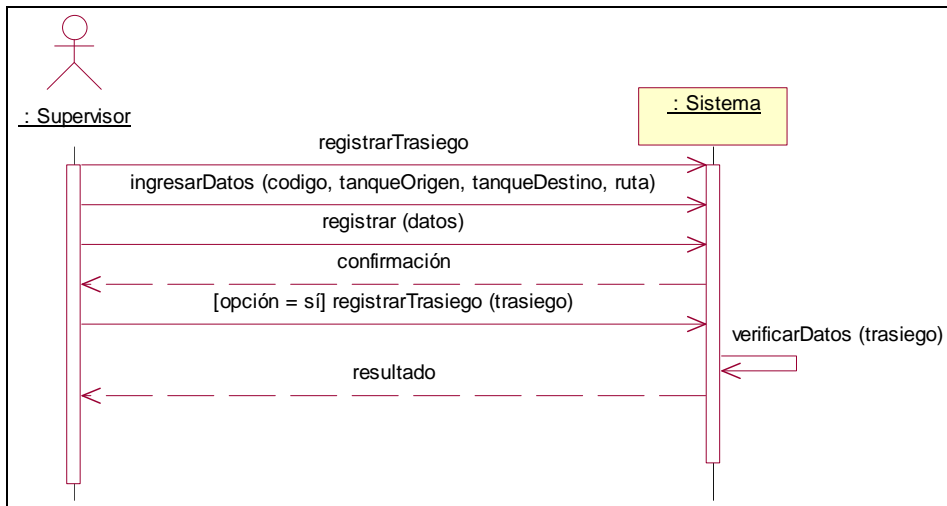 : Supervisor
: Sistema
registrarTrasiego
ingresarDatos (codigo, tanqueOrigen, tanqueDestino, ruta)
registrar (datos)
confirmación
[opción = sí] registrarTrasiego (trasiego)
verificarDatos (trasiego)
resultado